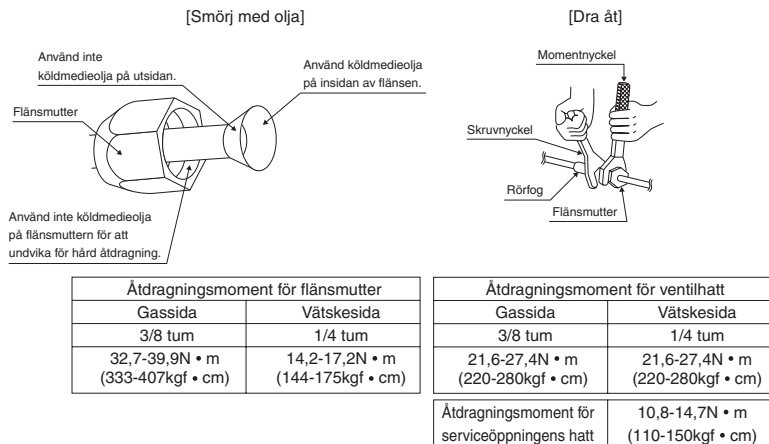 [Smörj med olja]
Använd inte
köldmedieolja på utsidan.
Använd köldmedieolja
på insidan av flänsen.
Flänsmutter
Använd inte köldmedieolja
på flänsmuttern för att
undvika för hård åtdragning.
[Dra åt]
Momentnyckel
Skruvnyckel
Rörfog
Flänsmutter
Åtdragningsmoment för flänsmutter
Gassida Vätskesida
3/8 tum 1/4 tum
32,7-39,9N • m 14,2-17,2N • m
(333-407kgf • cm) (144-175kgf • cm)
Åtdragningsmoment för ventilhatt
Gassida Vätskesida
3/8 tum 1/4 tum
21,6-27,4N • m 21,6-27,4N • m
(220-280kgf • cm) (220-280kgf • cm)
Åtdragningsmoment för 10,8-14,7N • m
serviceöppningens hatt (110-150kgf • cm)